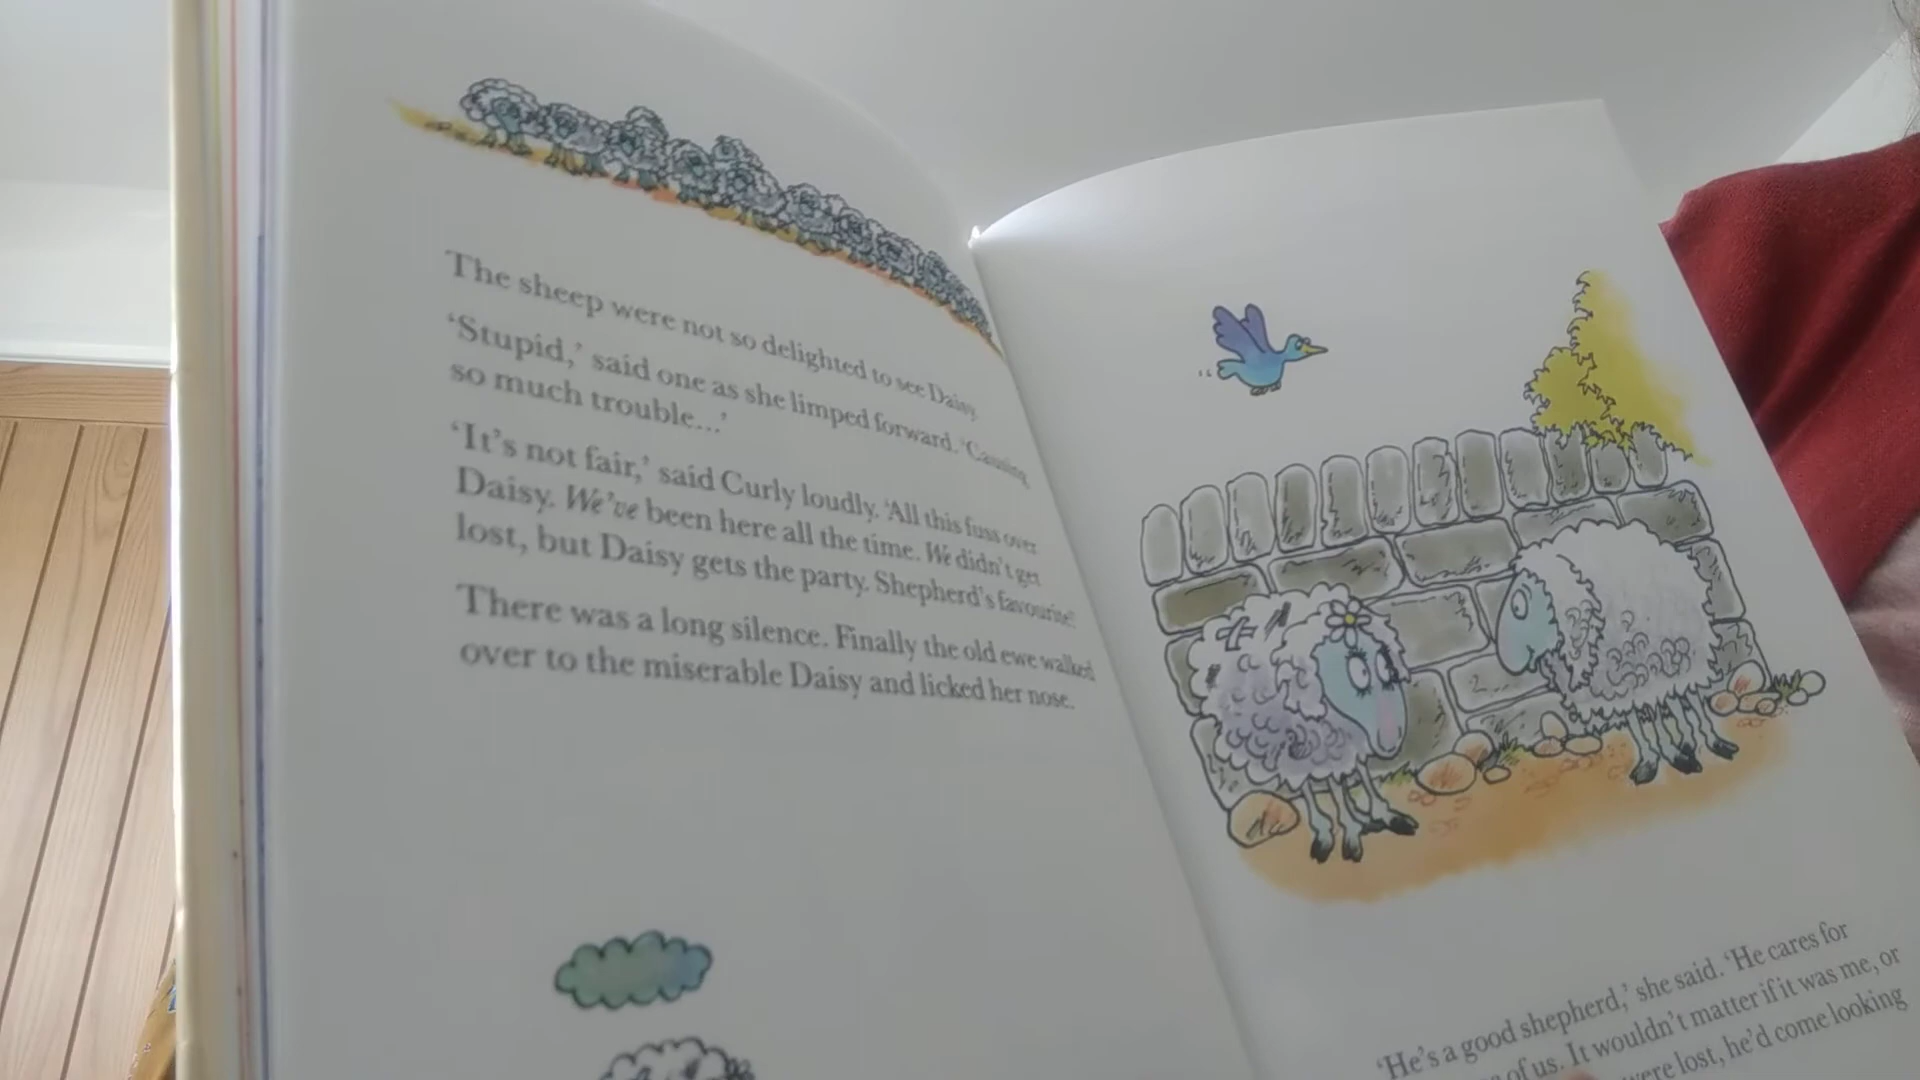 The sheep were not so delighted to see Daisy.
‘Stupid,’ said one as she limped forward. ‘Causing
so much trouble...’
‘It’s not fair,’ said Curly loudly. ‘All this fuss over
Daisy. We’ve been here all the time. We didn’t get
lost, but Daisy gets the party. Shepherd’s favourite!’
There was a long silence. Finally the old ewe walked
over to the miserable Daisy and licked her nose.
‘He’s a good shepherd,’ she said. ‘He cares for
of us. It wouldn’t matter if it was me, or
were lost, he’d come looking